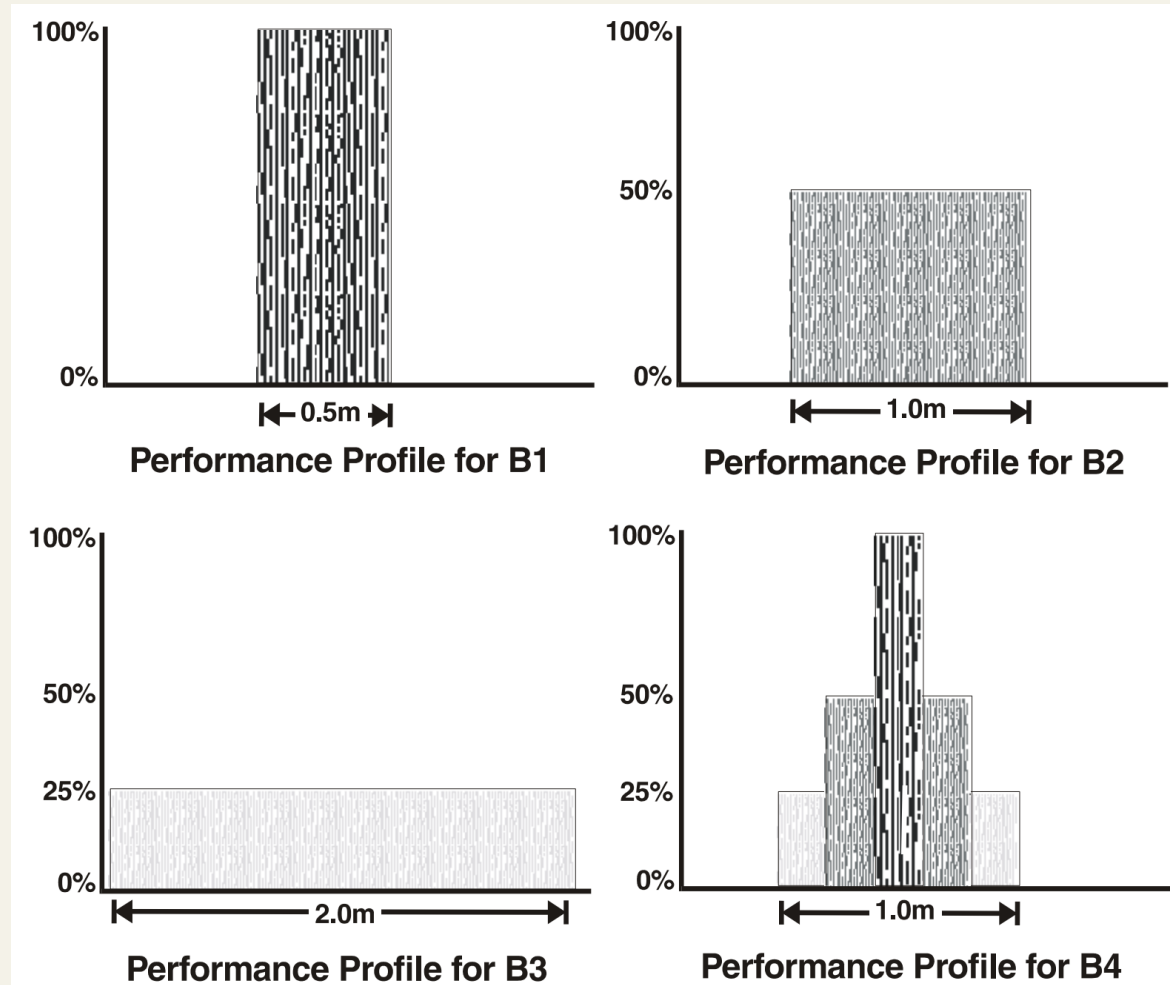 100%
0%
0.5m
Performance Profile for B1
100%
50%
0%
1.0m
Performance Profile for B2
100%
50%
25%
0%
2.0m
Performance Profile for B3
100%
50%
25%
0%
1.0m
Performance Profile for B4